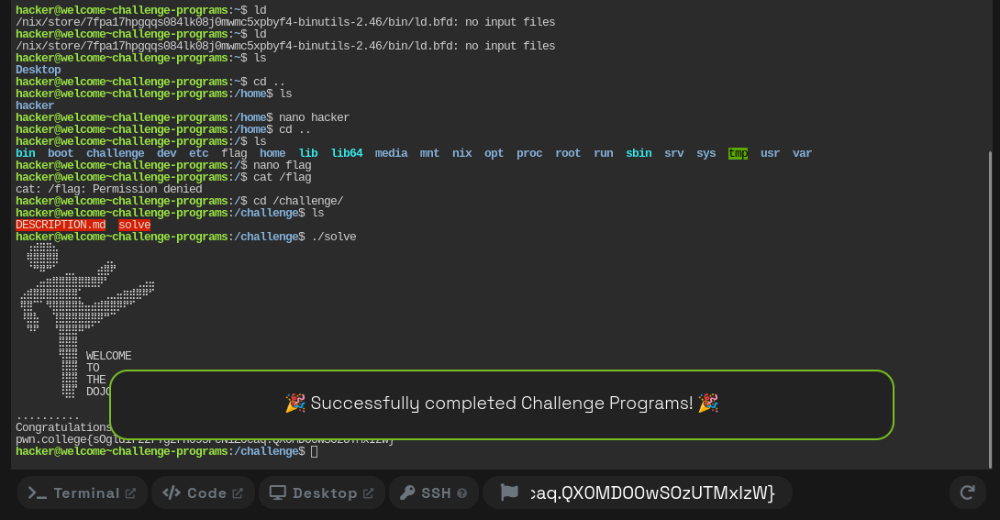 hacker@welcome~challenge-programs:~$ ld
/nix/store/7fpa17hpgqqs084lk08j0mwmc5xpbyf4-binutils-2.46/bin/ld.bfd: no input files
hacker@welcome~challenge-programs:~$ ld
/nix/store/7fpa17hpgqqs084lk08j0mwmc5xpbyf4-binutils-2.46/bin/ld.bfd: no input files
hacker@welcome~challenge-programs:~$ ls
Desktop
hacker@welcome~challenge-programs:~$ cd ..
hacker@welcome~challenge-programs:/home$ ls
hacker
hacker@welcome~challenge-programs:/home$ nano hacker
hacker@welcome~challenge-programs:/home$ cd ..
hacker@welcome~challenge-programs:/$ ls
bin boot challenge dev etc flag home lib lib64 media mnt nix opt proc root run sbin srv sys tmp usr var
hacker@welcome~challenge-programs:/$ nano flag
hacker@welcome~challenge-programs:/$ cat /flag
cat: /flag: Permission denied
hacker@welcome~challenge-programs:/$ cd /challenge/
hacker@welcome~challenge-programs:/challenge$ ls
DESCRIPTION.md solve
hacker@welcome~challenge-programs:/challenge$ ./solve
WELCOME
TO
THE
DOJO
🎉 Successfully completed Challenge Programs! 🎉
..........
Congratulations
hacker@welcome~challenge-programs:/challenge$
Terminal Code Desktop SSH caq.QX0MDO0wSOzUTMxIzW}